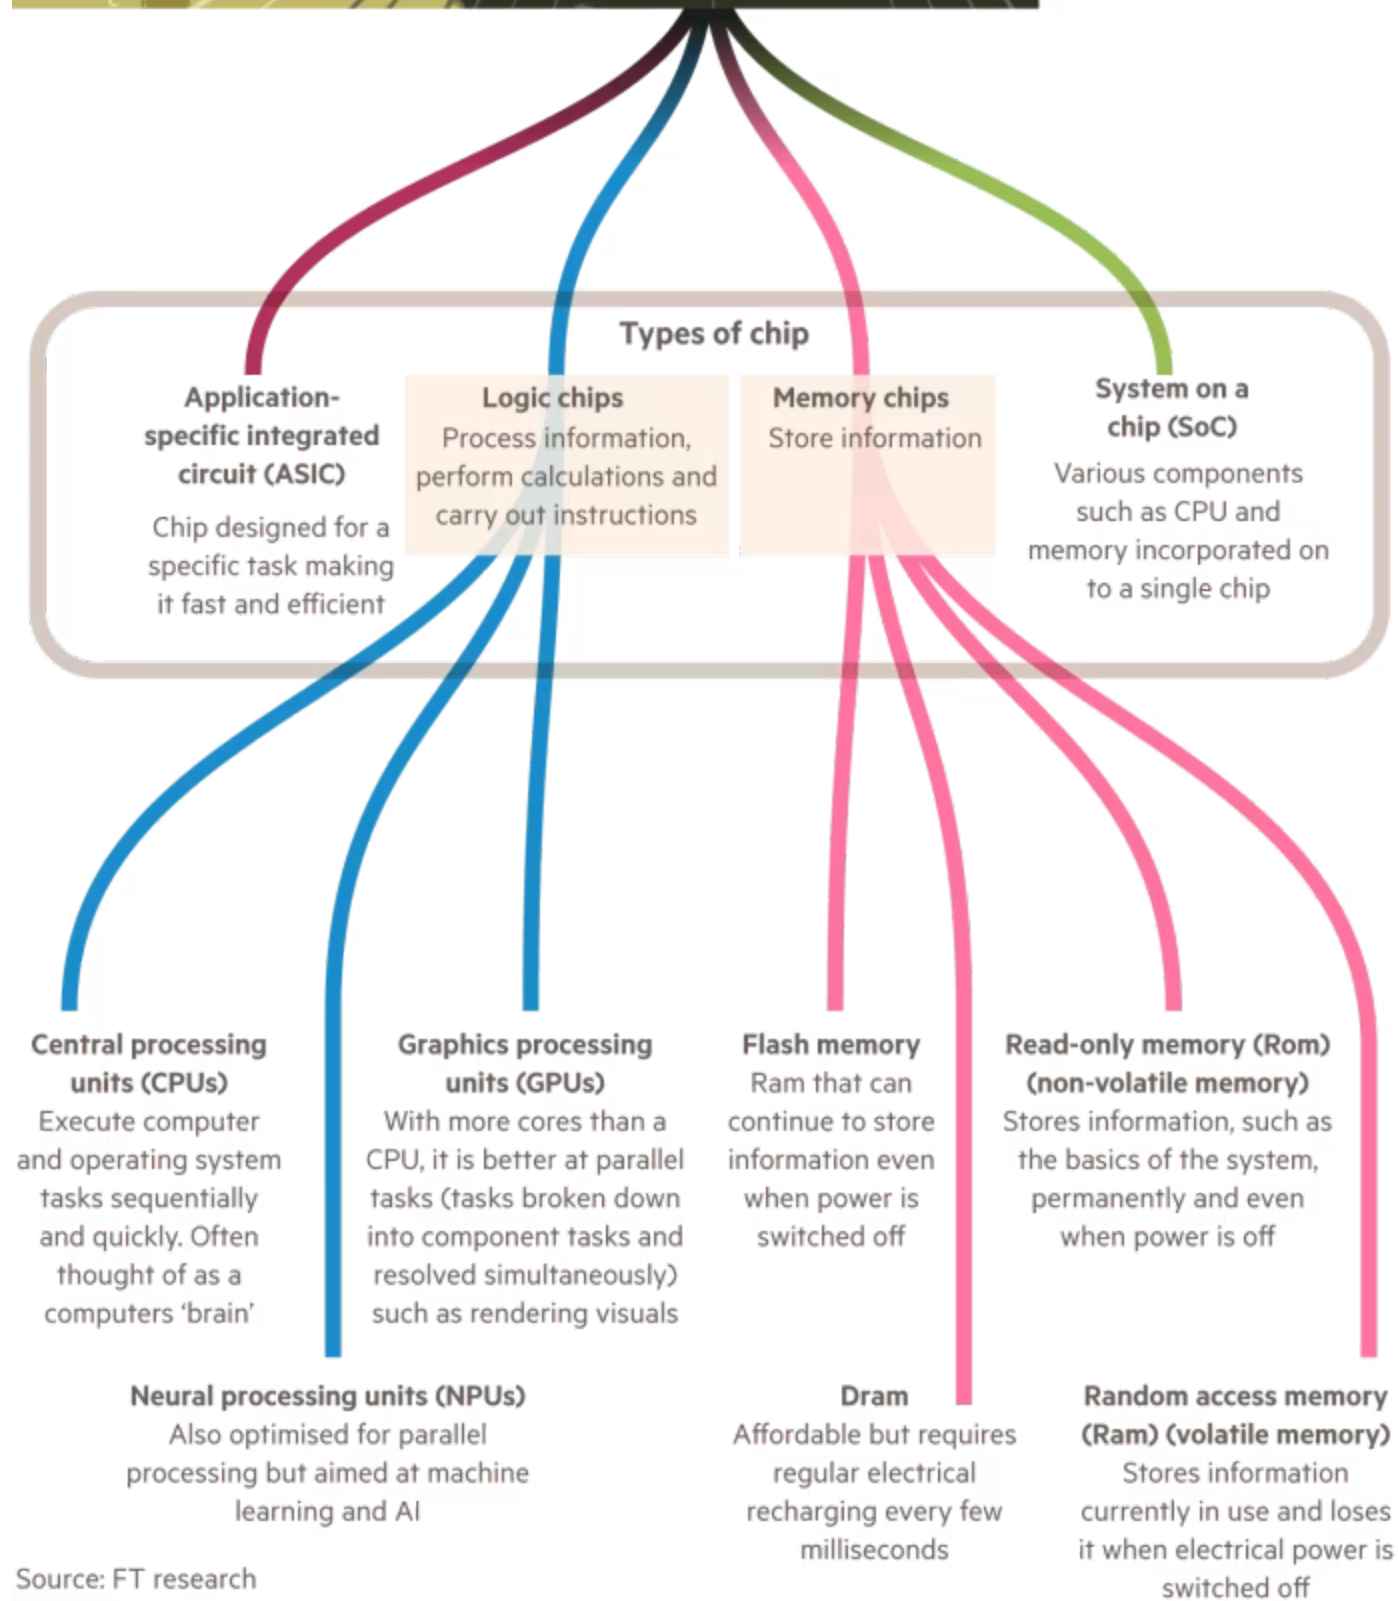 Types of chip
Application-
specific integrated
circuit (ASIC)
Chip designed for a
specific task making
it fast and efficient
Logic chips
Process information,
perform calculations and
carry out instructions
Memory chips
Store information
System on a
chip (SoC)
Various components
such as CPU and
memory incorporated on
to a single chip
Central processing
units (CPUs)
Execute computer
and operating system
tasks sequentially
and quickly. Often
thought of as a
computers ‘brain’
Graphics processing
units (GPUs)
With more cores than a
CPU, it is better at parallel
tasks (tasks broken down
into component tasks and
resolved simultaneously)
such as rendering visuals
Flash memory
Ram that can
continue to store
information even
when power is
switched off
Read-only memory (Rom)
(non-volatile memory)
Stores information, such as
the basics of the system,
permanently and even
when power is off
Neural processing units (NPUs)
Also optimised for parallel
processing but aimed at machine
learning and AI
Dram
Affordable but requires
regular electrical
recharging every few
milliseconds
Random access memory
(Ram) (volatile memory)
Stores information
currently in use and loses
it when electrical power is
switched off
Source: FT research